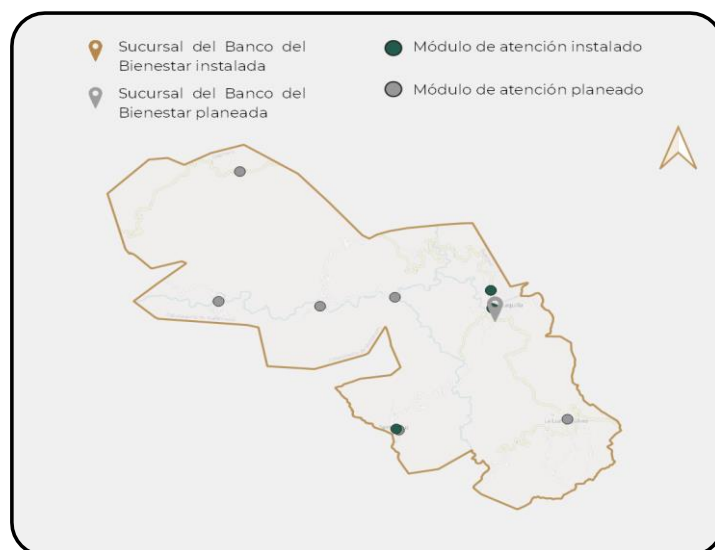 Sucursal del Banco del
Bienestar instalada
Módulo de atención instalado
Sucursal del Banco del
Bienestar planeada
Módulo de atención planeado